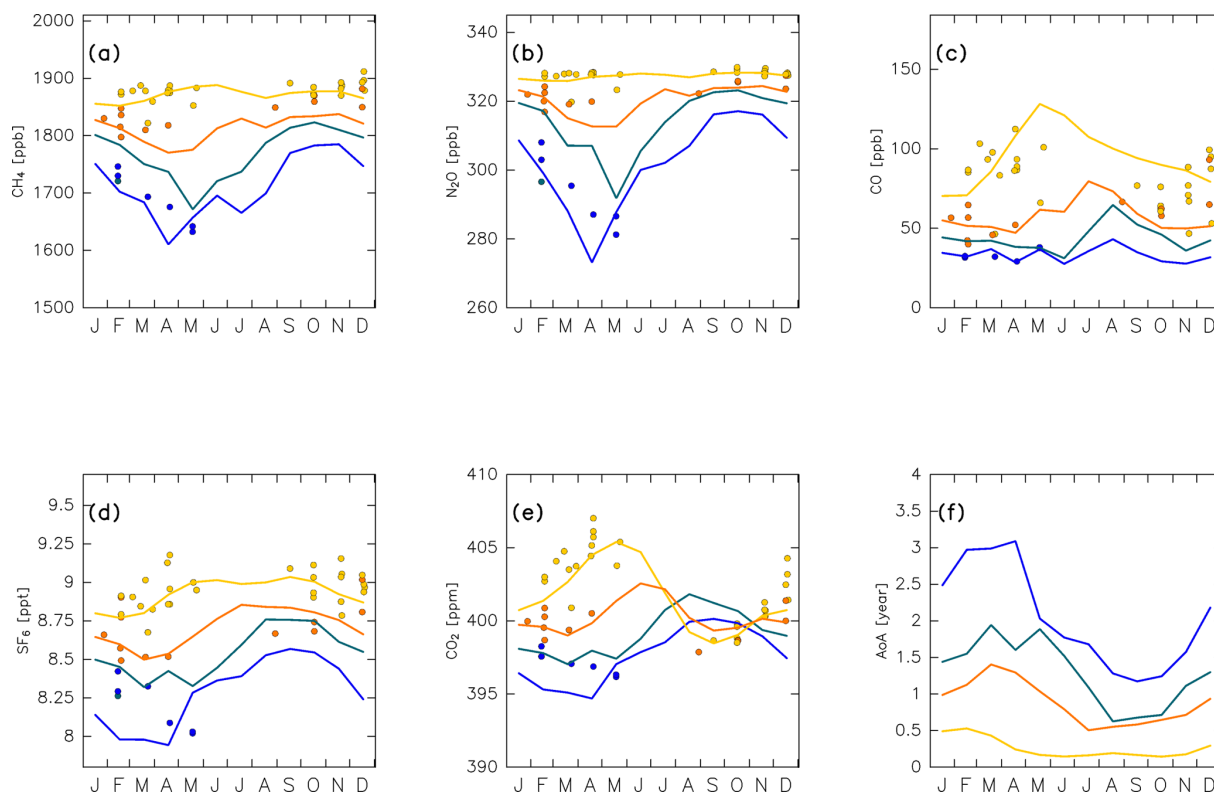 (a)
CH4 [ppb]
2000
1900
1800
1700
1600
1500
J F M A M J J A S O N D
(b)
N2O [ppb]
340
320
300
280
260
J F M A M J J A S O N D
(c)
CO [ppb]
150
100
50
0
J F M A M J J A S O N D
(d)
SF6 [ppt]
9.5
9.25
9
8.75
8.5
8.25
8
J F M A M J J A S O N D
(e)
CO2 [ppm]
410
405
400
395
390
J F M A M J J A S O N D
(f)
AoA [year]
4
3.5
3
2.5
2
1.5
1
0.5
0
J F M A M J J A S O N D